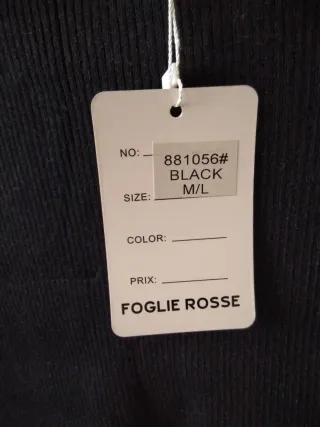 NO:
881056#
BLACK
M/L
SIZE:
COLOR:
PRIX:
FOGLIE ROSSE